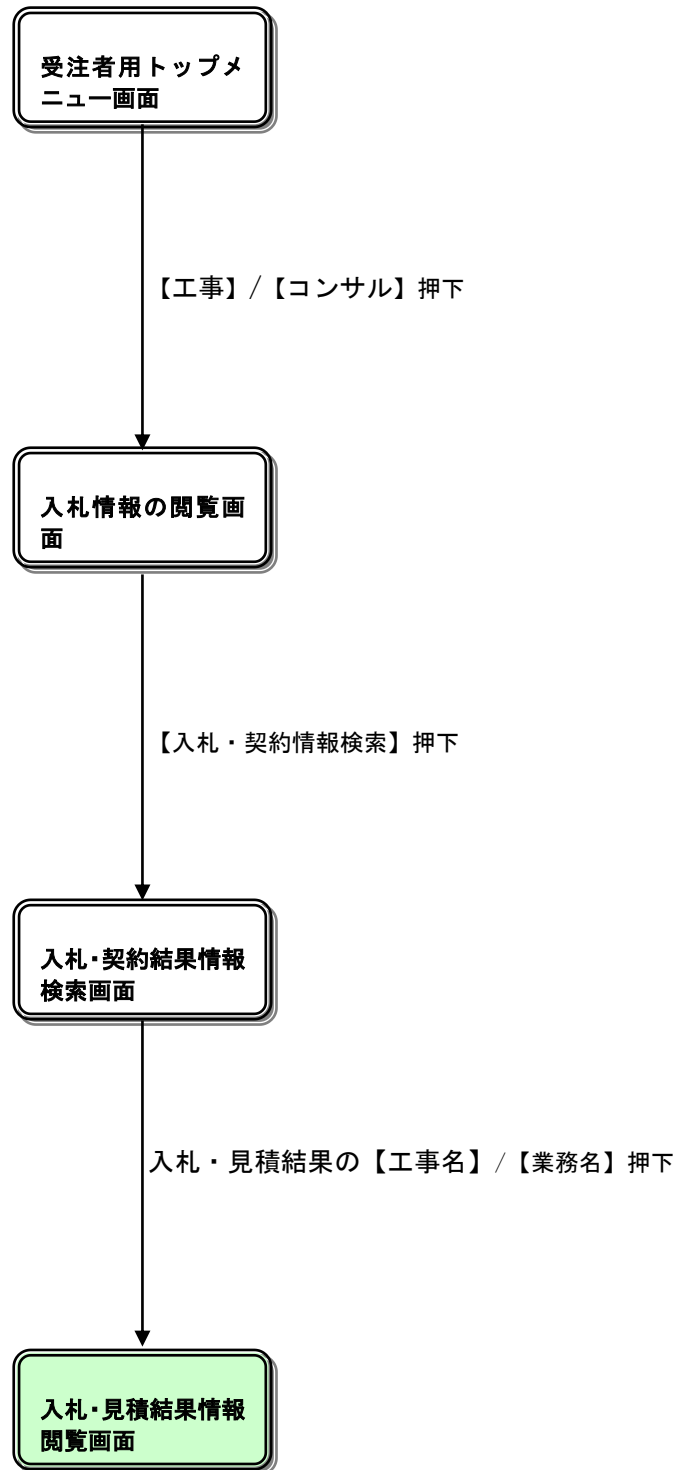 受注者用トップメ
ニュー画面
【工事】/【コンサル】押下
入札情報の閲覧画
面
【入札・契約情報検索】押下
入札・契約結果情報
検索画面
入札・見積結果の【工事名】/【業務名】押下
入札・見積結果情報
閲覧画面